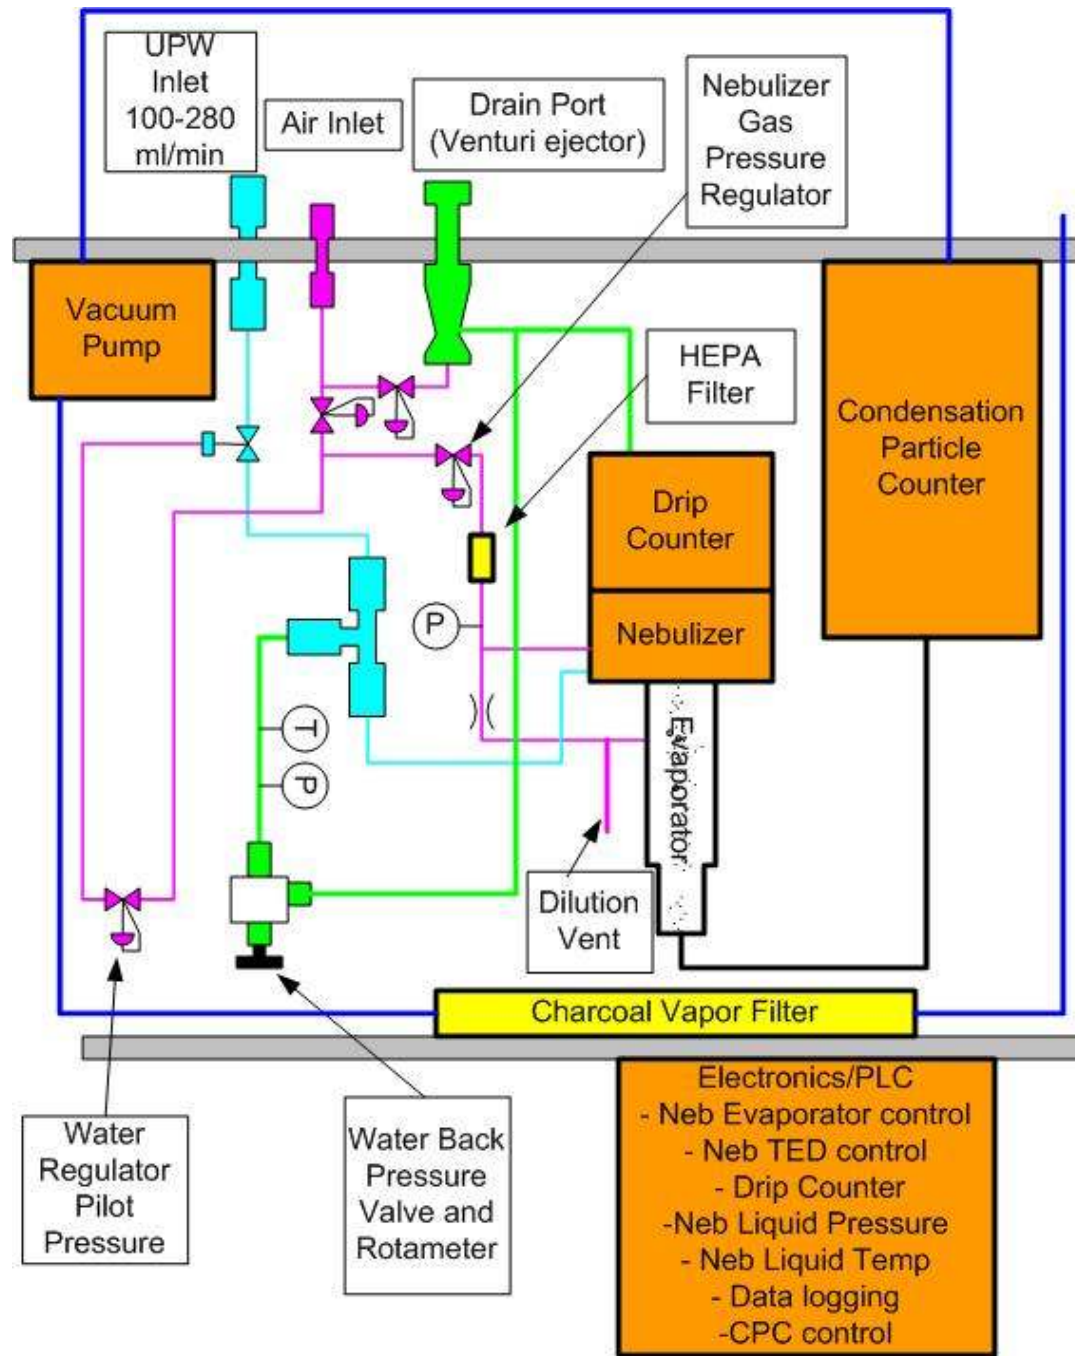 UPW
Inlet
100-280
ml/min
Air Inlet
Drain Port
(Venturi ejector)
Nebulizer
Gas
Pressure
Regulator
Vacuum
Pump
HEPA
Filter
Condensation
Particle
Counter
Drip
Counter
Nebulizer
P
Evaporator
T
P
Dilution
Vent
Charcoal Vapor Filter
Water
Regulator
Pilot
Pressure
Water Back
Pressure
Valve and
Rotameter
Electronics/PLC
- Neb Evaporator control
- Neb TED control
- Drip Counter
-Neb Liquid Pressure
- Neb Liquid Temp
- Data logging
-CPC control